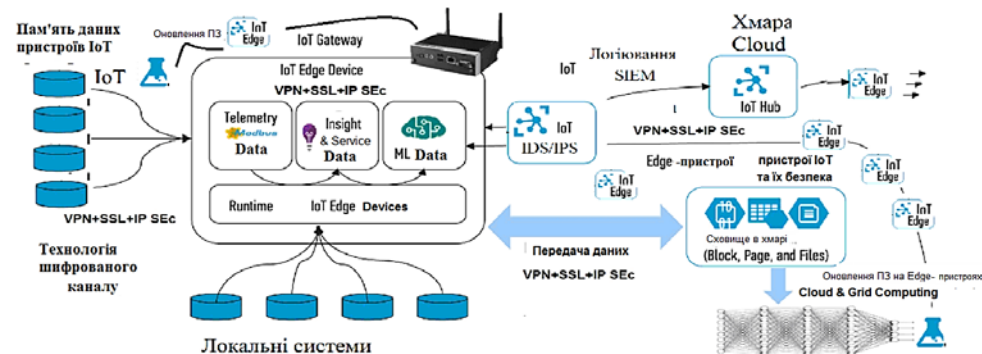 Пам'ять даних
пристроїв IoT
IoT
Оновлення ПЗ
IoT
Edge
IoT Gateway
IoT Edge Device
VPN+SSL+IP SEc
Telemetry
Modbus
Data
Insight
& Service
Data
ML Data
Runtime
IoT Edge Devices
VPN+SSL+IP SEc
Технологія
шифрованого
каналу
Локальні системи
IoT
IDS/IPS
IoT
Логіювання
SIEM
Хмара
Cloud
IoT Hub
IoT
Edge
VPN+SSL+IP SEc
Edge -пристрої
IoT
Edge
пристрої IoT
та їх безпека
IoT
Edge
IoT
Edge
IoT
Edge
Передача даних
VPN+SSL+IP SEc
10
01
Сховище в хмарі
(Block, Page, and Files)
Оновлення ПЗ на Edge- пристроях
Cloud & Grid Computing